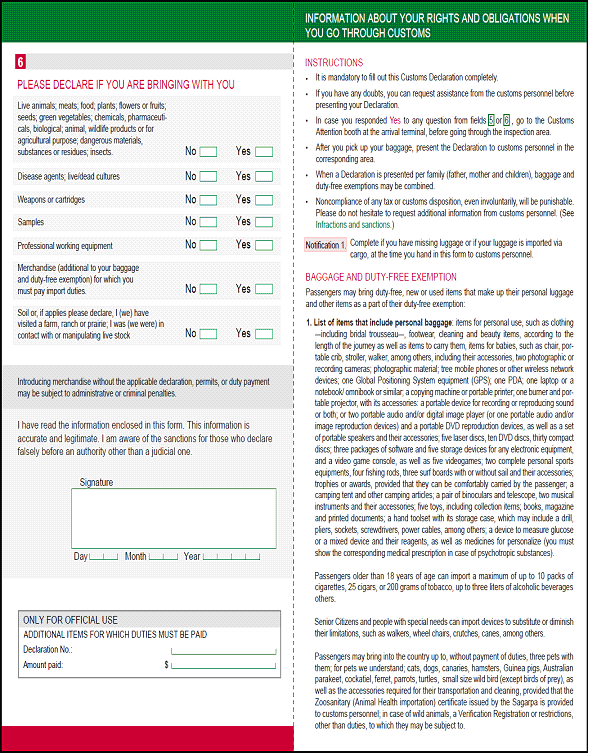 6
PLEASE DECLARE IF YOU ARE BRINGING WITH YOU
Live animals; meats; food; plants; flowers or fruits;
seeds; green vegetables; chemicals, pharmaceuti-
cals, biological; animal, wildlife products or for
agricultural purpose; dangerous materials,
substances or residues; insects. No Yes
Disease agents; live/dead cultures No Yes
Weapons or cartridges No Yes
Samples No Yes
Professional working equipment No Yes
Merchandise (additional to your baggage
and duty-free exemption) for which you
must pay import duties. No Yes
Soil or, if applies please declare, I (we) have
visited a farm, ranch or prairie; I was (we were) in
contact with or manipulating live stock No Yes
Introducing merchandise without the applicable declaration, permits, or duty payment
may be subject to administrative or criminal penalties.
I have read the information enclosed in this form. This information is
accurate and legitimate. I am aware of the sanctions for those who declare
falsely before an authority other than a judicial one.
Signature
Day Month Year
ONLY FOR OFFICIAL USE
ADDITIONAL ITEMS FOR WHICH DUTIES MUST BE PAID
Declaration No.:
Amount paid: $
INFORMATION ABOUT YOUR RIGHTS AND OBLIGATIONS WHEN
YOU GO THROUGH CUSTOMS
INSTRUCTIONS
• It is mandatory to fill out this Customs Declaration completely.
• If you have any doubts, you can request assistance from the customs personnel before
presenting your Declaration.
• In case you responded Yes to any question from fields 5 or 6, go to the Customs
Attention booth at the arrival terminal, before going through the inspection area.
• After you pick up your baggage, present the Declaration to customs personnel in the
corresponding area.
• When a Declaration is presented per family (father, mother and children), baggage and
duty-free exemptions may be combined.
• Noncompliance of any tax or customs disposition, even involuntarily, will be punishable.
Please do not hesitate to request additional information from customs personnel. (See
Infractions and sanctions.)
Notification 1. Complete if you have missing luggage or if your luggage is imported via
cargo, at the time you hand in this form to customs personnel.
BAGGAGE AND DUTY-FREE EXEMPTION
Passengers may bring duty-free, new or used items that make up their personal luggage
and other items as a part of their duty-free exemption:
1. List of items that include personal baggage: items for personal use, such as clothing
—including bridal trousseau—, footwear, cleaning and beauty items, according to the
length of the journey as well as items to carry them, items for babies, such as chair, por-
table crib, stroller, walker, among others, including their accessories, two photographic or
recording cameras; photographic material; tree mobile phones or other wireless network
devices; one Global Positioning System equipment (GPS); one PDA; one laptop or a
notebook/ omnibook or similar; a copying machine or portable printer; one burner and por-
table projector, with its accessories: a portable device for recording or reproducing sound
or both; or two portable audio and/or digital image player (or one portable audio and/or
image reproduction devices) and a portable DVD reproduction devices, as well as a set
of portable speakers and their accessories; five laser discs, ten DVD discs, thirty compact
discs; three packages of software and five storage devices for any electronic equipment,
and a video game console, as well as five videogames; two complete personal sports
equipments, four fishing rods, three surf boards with or without sail and their accessories;
trophies or awards, provided that they can be comfortably carried by the passenger; a
camping tent and other camping articles; a pair of binoculars and telescope, two musical
instruments and their accessories; five toys, including collection items; books, magazine
and printed documents; a hand toolset with its storage case, which may include a drill,
pliers, sockets, screwdrivers, power cables, among others; a device to measure glucose
or a mixed device and their reagents, as well as medicines for personalize (you must
show the corresponding medical prescription in case of psychotropic substances).
Passengers older than 18 years of age can import a maximum of up to 10 packs of
cigarettes, 25 cigars, or 200 grams of tobacco, up to three liters of alcoholic beverages
others.
Senior Citizens and people with special needs can import devices to substitute or diminish
their limitations, such as walkers, wheel chairs, crutches, canes, among others.
Passengers may bring into the country up to, without payment of duties, three pets with
them; for pets we understand; cats, dogs, canaries, hamsters, Guinea pigs, Australian
parakeet, cockatiel, ferret, parrots, turtles, small size wild bird (except birds of prey), as
well as the accessories required for their transportation and cleaning, provided that the
Zoosanitary (Animal Health importation) certificate issued by the Sagarpa is provided
to customs personnel, in case of wild animals, a Verification Registration or restrictions,
other than duties, to which they may be subject to.